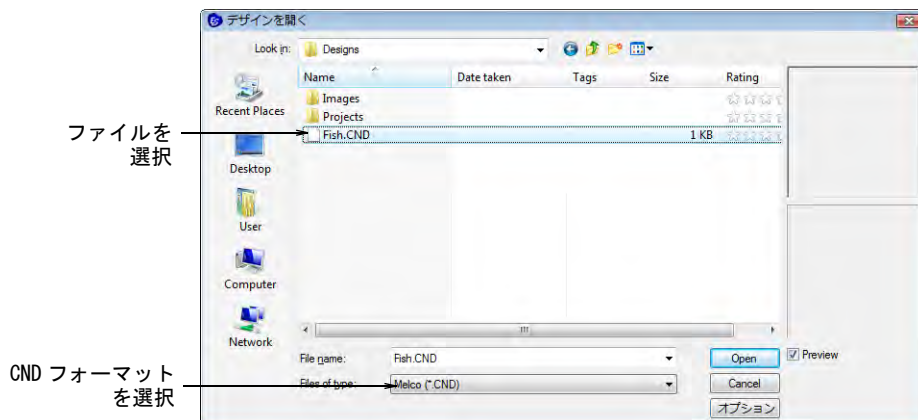 デザインを開く
Look in: Designs
Name Date taken Tags Size Rating
Images
Projects
Fish.CND 1 KB
Recent Places
Desktop
User
Computer
Network
ファイルを
選択
File name: Fish.CND Open Preview
CND フォーマット
を選択
Files of type: Melco (*.CND) Cancel
オプション